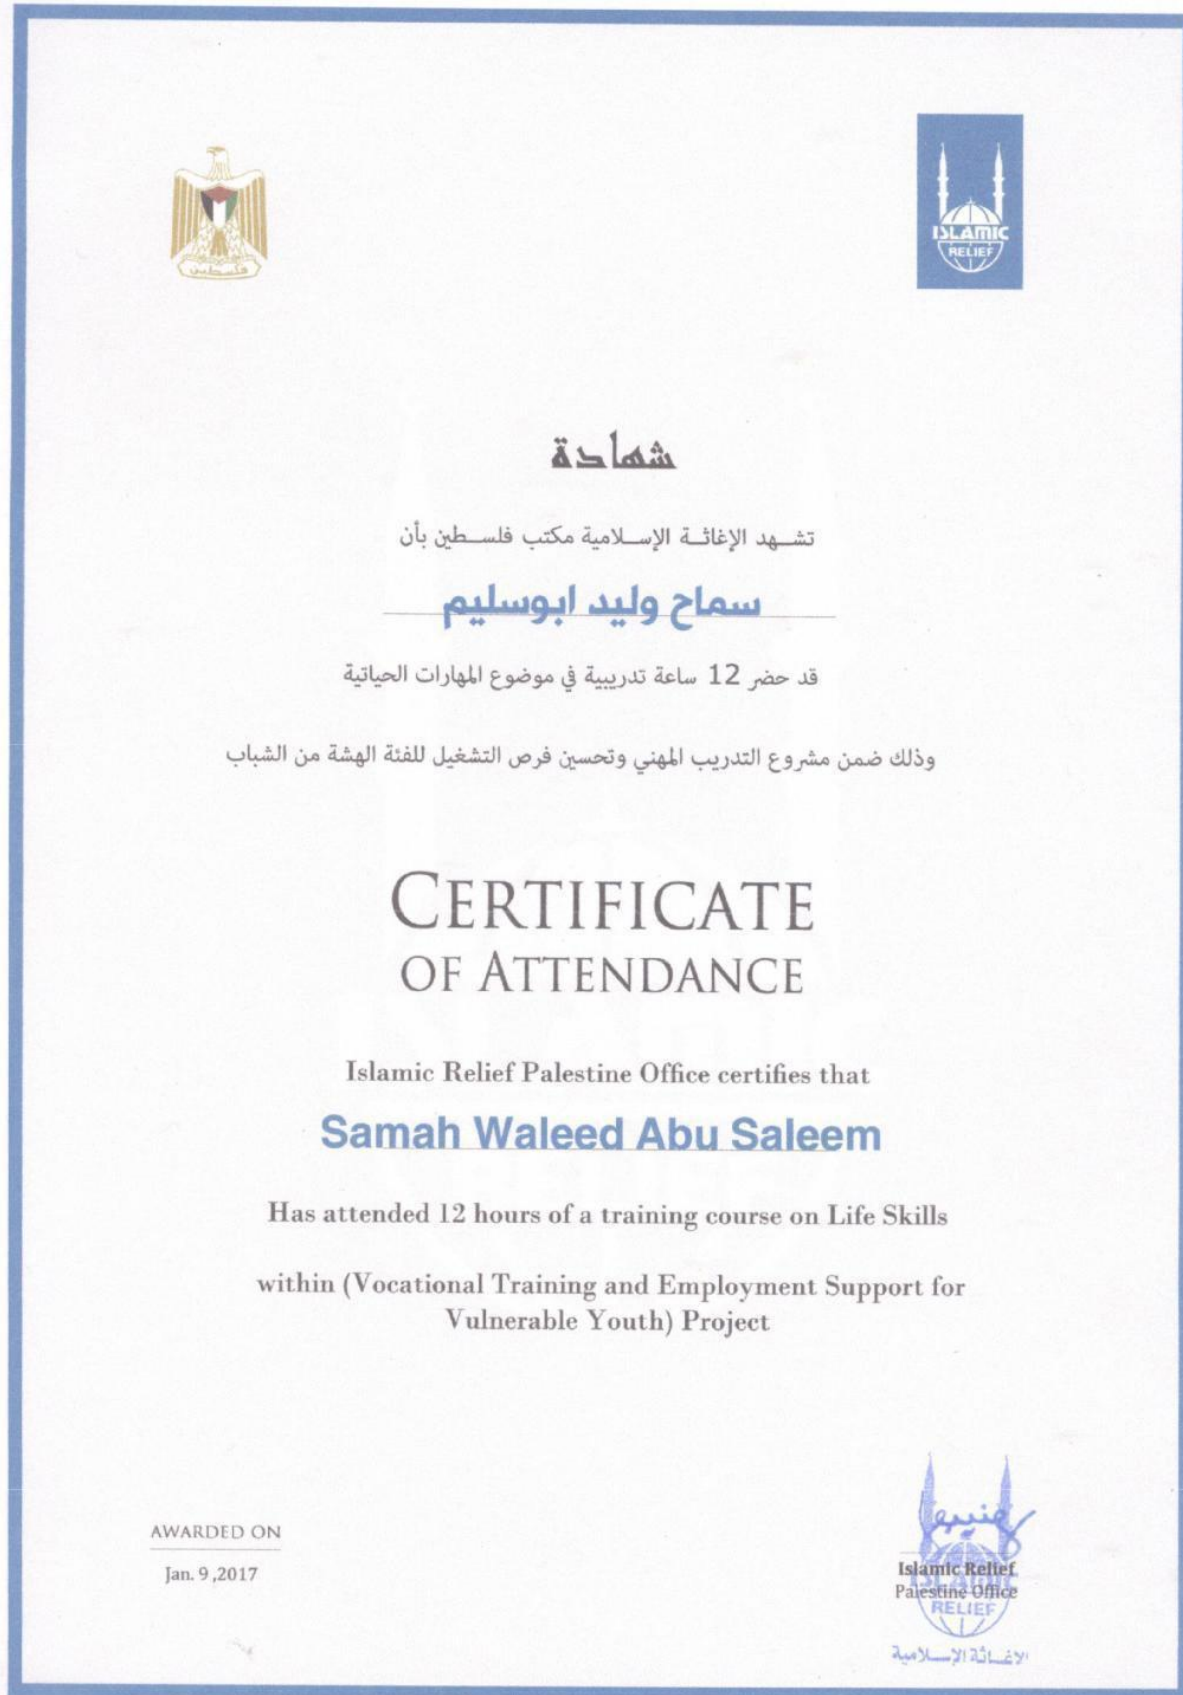 فلسطين
ISLAMIC
RELIEF
شهادة
تشهد الإغاثة الإسلامية مكتب فلسطين بأن
سماح وليد ابوسليم
قد حضر 12 ساعة تدريبية في موضوع المهارات الحياتية
وذلك ضمن مشروع التدريب المهني وتحسين فرص التشغيل للفئة الهشة من الشباب
CERTIFICATE
OF ATTENDANCE
Islamic Relief Palestine Office certifies that
Samah Waleed Abu Saleem
Has attended 12 hours of a training course on Life Skills
within (Vocational Training and Employment Support for
Vulnerable Youth) Project
AWARDED ON
Jan. 9 ,2017
Islamic Relief
Palestine Office
ISLAMIC
RELIEF
الإغاثة الإسلامية